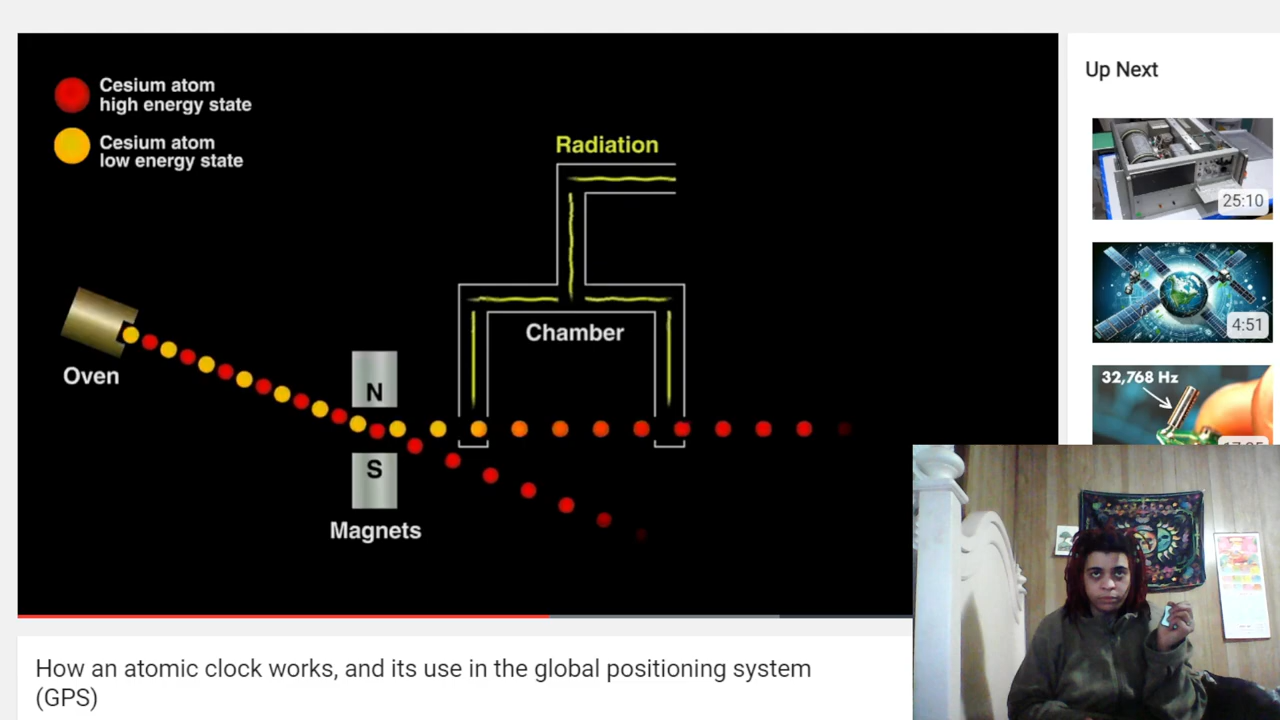 Cesium atom
high energy state
Cesium atom
low energy state
Radiation
Chamber
Oven
N
S
Magnets
How an atomic clock works, and its use in the global positioning system
(GPS)
Up Next
25:10
4:51
32,768 Hz